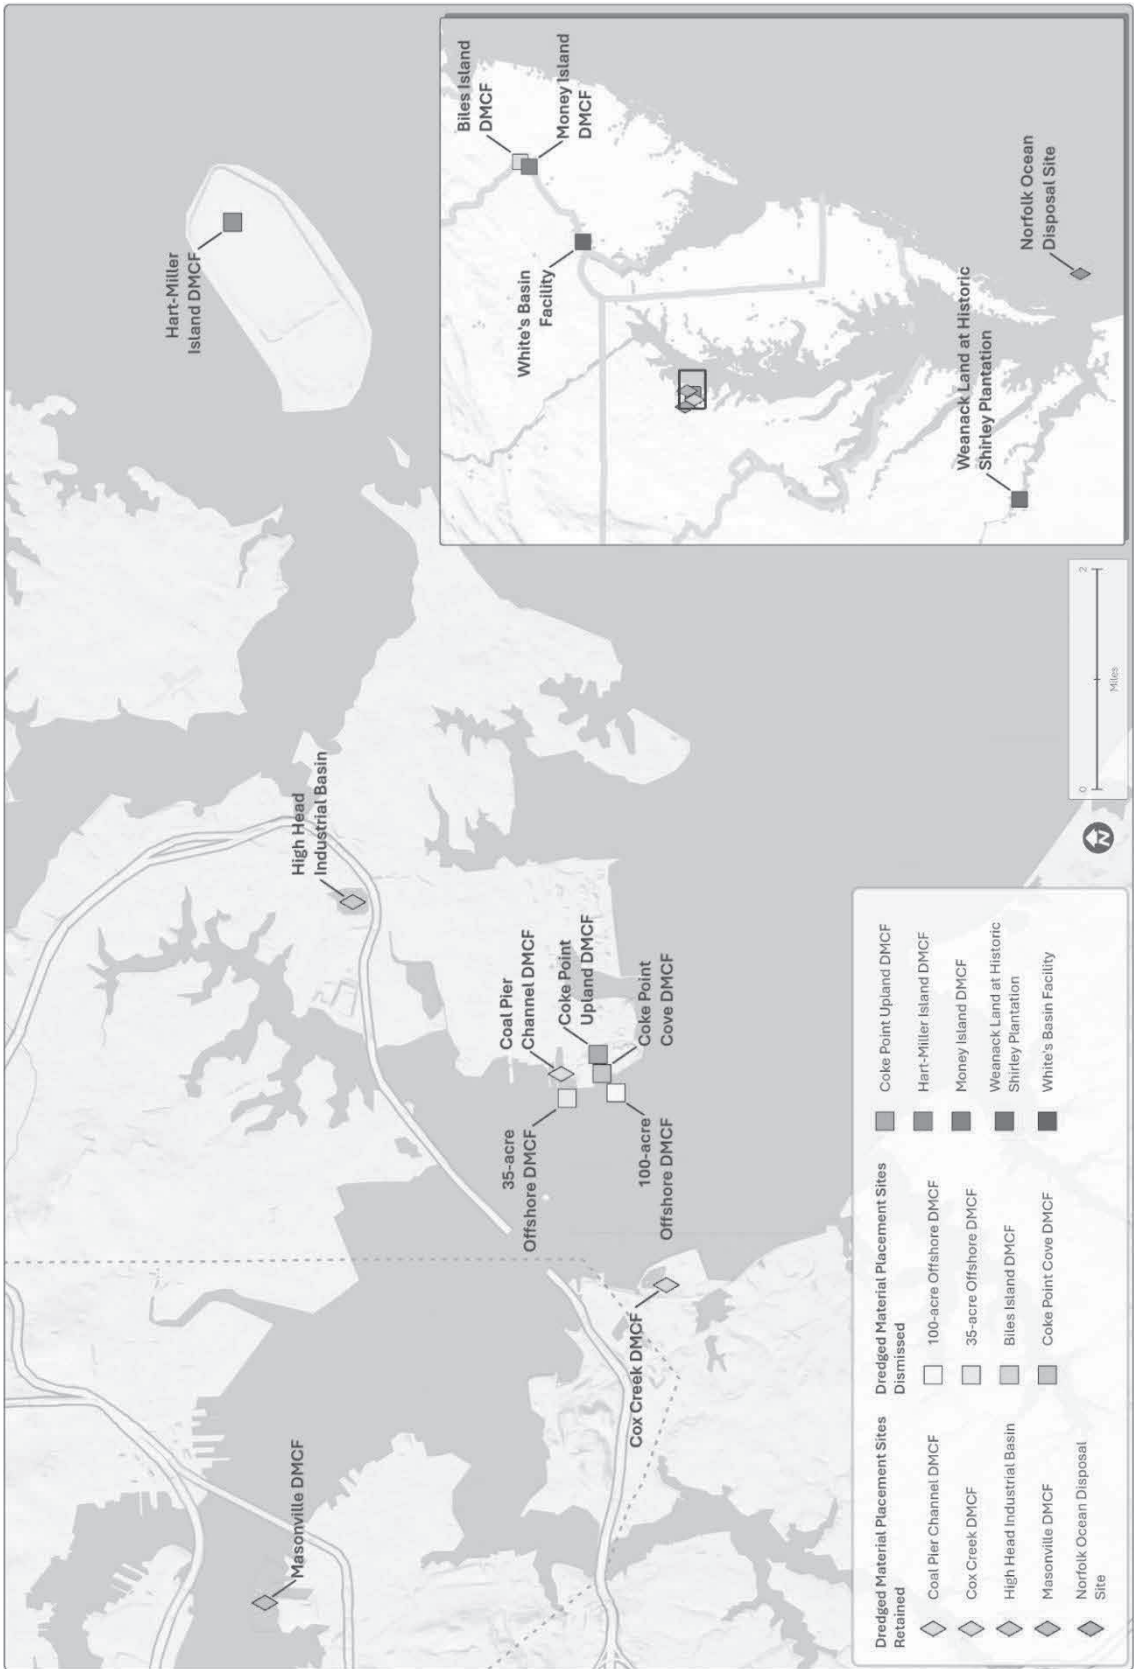 Hart-Miller
Island DMCF
High Head
Industrial Basin
Masonville DMCF
Coal Pier
Channel DMCF
Coke Point
Upland DMCF
Coke Point
Cove DMCF
35-acre
Offshore DMCF
100-acre
Offshore DMCF
Cox Creek DMCF
Biles Island
DMCF
Money Island
DMCF
White's Basin
Facility
Norfolk Ocean
Disposal Site
Weanack Land at Historic
Shirley Plantation
0
2
Miles
N
Dredged Material Placement Sites
Retained
Coal Pier Channel DMCF
Cox Creek DMCF
High Head Industrial Basin
Masonville DMCF
Norfolk Ocean Disposal
Site
Dredged Material Placement Sites
Dismissed
100-acre Offshore DMCF
35-acre Offshore DMCF
Biles Island DMCF
Coke Point Cove DMCF
Coke Point Upland DMCF
Hart-Miller Island DMCF
Money Island DMCF
Weanack Land at Historic
Shirley Plantation
White's Basin Facility